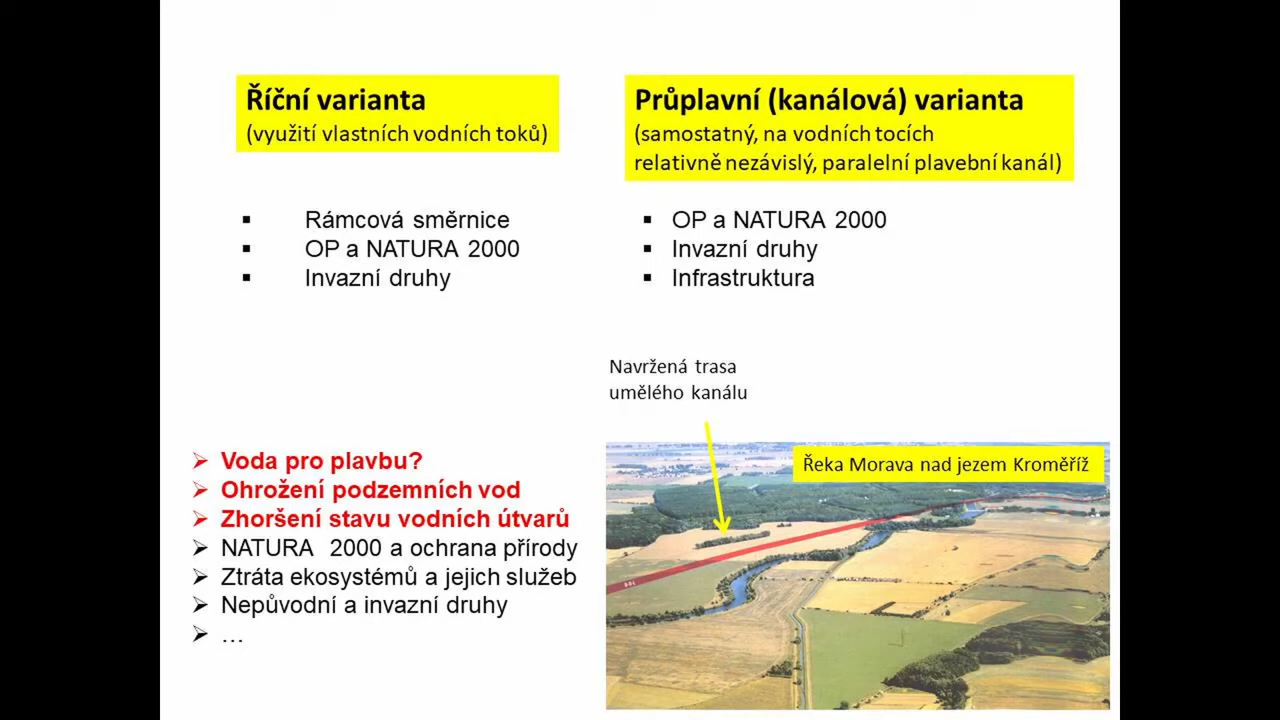 Říční varianta
(využití vlastních vodních toků)
Průplavní (kanálová) varianta
(samostatný, na vodních tocích
relativně nezávislý, paralelní plavební kanál)
▪ Rámcová směrnice
▪ OP a NATURA 2000
▪ Invazní druhy
▪ OP a NATURA 2000
▪ Invazní druhy
▪ Infrastruktura
Navržená trasa
umělého kanálu
Řeka Morava nad jezem Kroměříž
➢ Voda pro plavbu?
➢ Ohrožení podzemních vod
➢ Zhoršení stavu vodních útvarů
➢ NATURA 2000 a ochrana přírody
➢ Ztráta ekosystémů a jejich služeb
➢ Nepůvodní a invazní druhy
➢ …